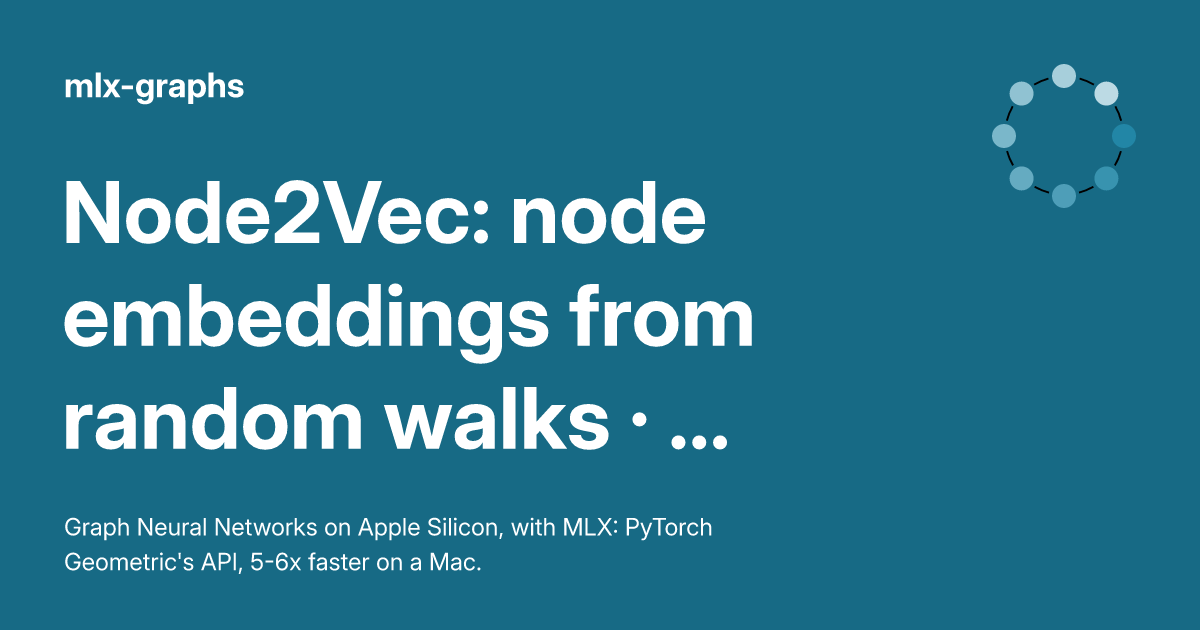 mlx-graphs
Node2Vec: node
embeddings from
random walks · ...
Graph Neural Networks on Apple Silicon, with MLX: PyTorch
Geometric's API, 5-6x faster on a Mac.